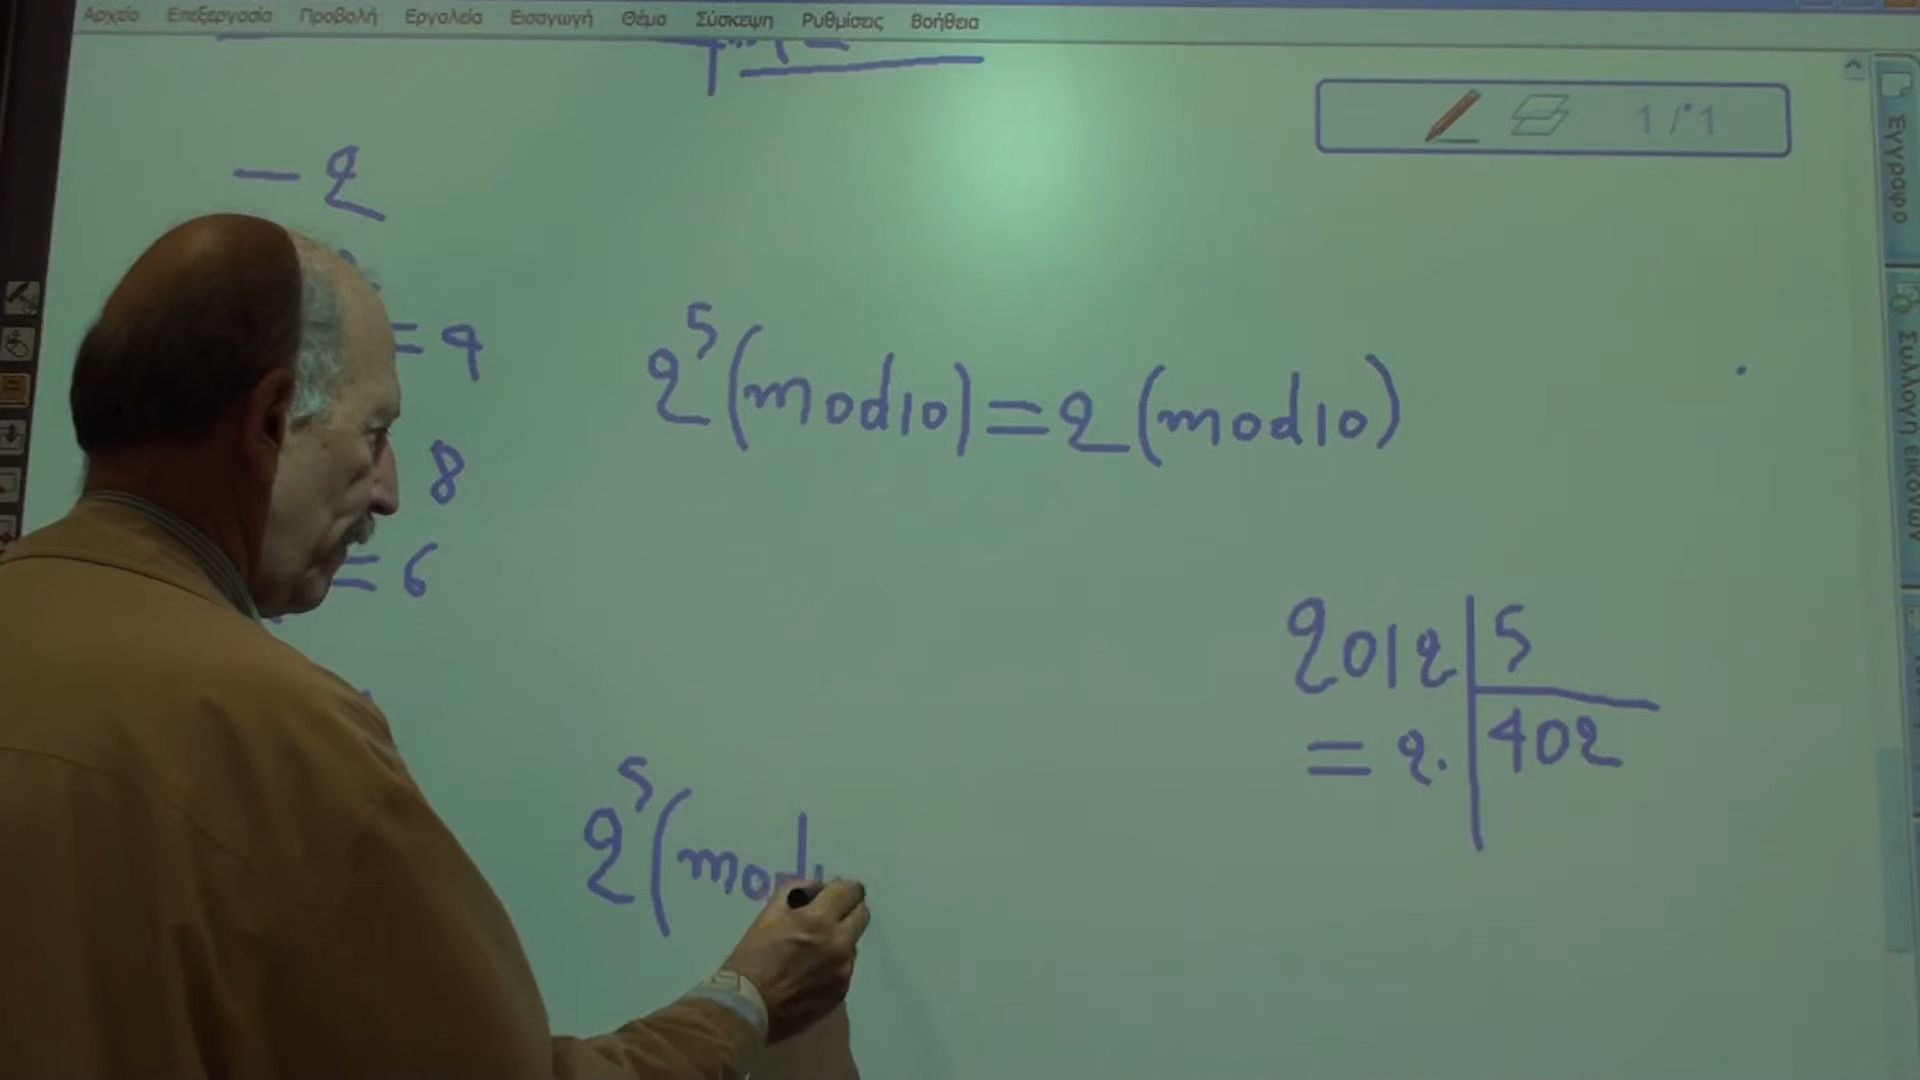 Αρχείο Επεξεργασία Προβολή Εργαλεία Εισαγωγή Θέμα Σύσκεψη Ρυθμίσεις Βοήθεια
1 / 1
Έγγραφο
Συλλογή εικόνων
- 2
= 4
8
= 6
2^5 (mod10) = 2 (mod10)
2012 | 5
= 2. | 402
2^5 (mod